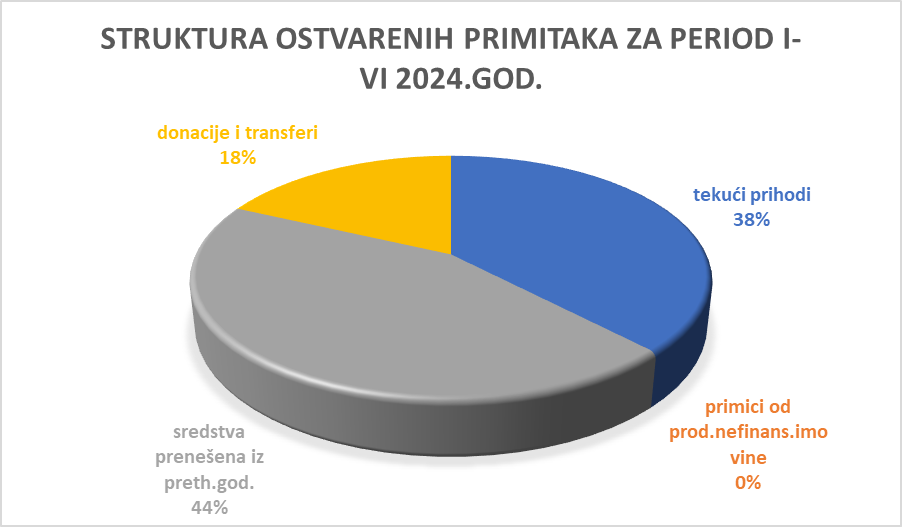 STRUKTURA OSTVARENIH PRIMITAKA ZA PERIOD I-
VI 2024.GOD.
donacije i transferi
18%
tekući prihodi
38%
sredstva
prenešena iz
preth.god.
44%
primici od
prod.nefinans.imo
vine
0%